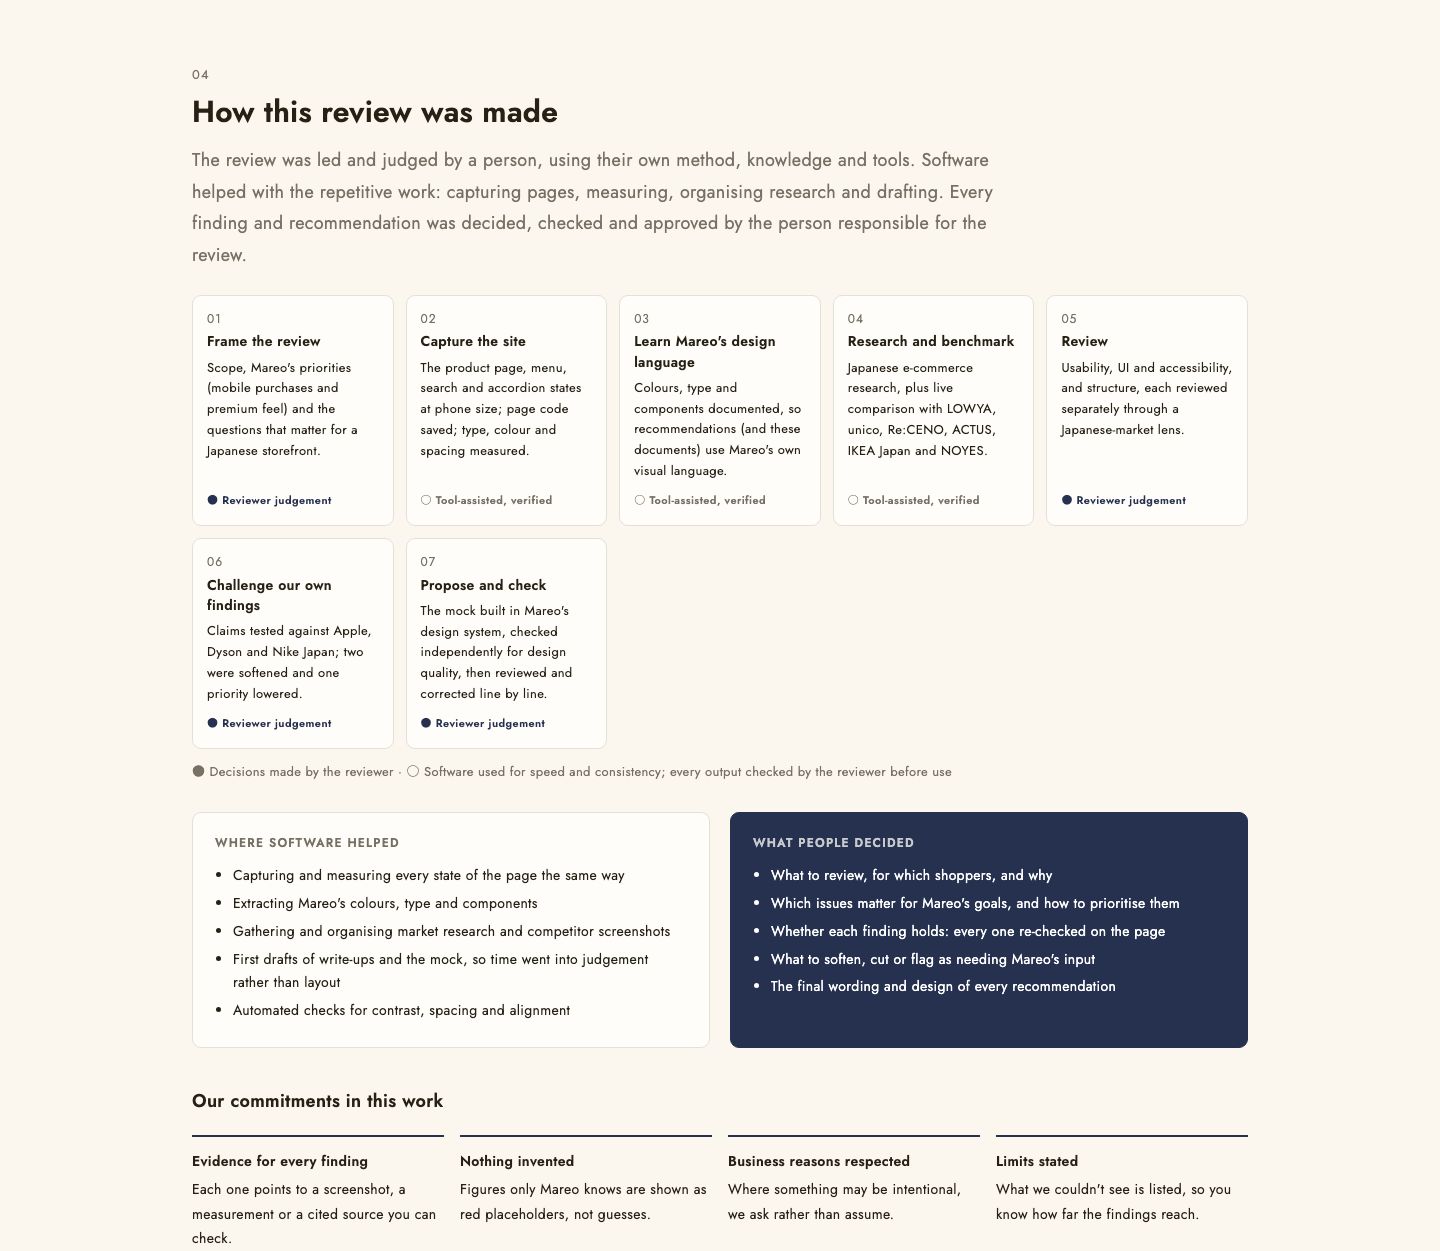 04
How this review was made
The review was led and judged by a person, using their own method, knowledge and tools. Software
helped with the repetitive work: capturing pages, measuring, organising research and drafting. Every
finding and recommendation was decided, checked and approved by the person responsible for the
review.
01
Frame the review
Scope, Mareo's priorities
(mobile purchases and
premium feel) and the
questions that matter for a
Japanese storefront.
● Reviewer judgement
02
Capture the site
The product page, menu,
search and accordion states
at phone size; page code
saved; type, colour and
spacing measured.
○ Tool-assisted, verified
03
Learn Mareo's design
language
Colours, type and
components documented, so
recommendations (and these
documents) use Mareo's own
visual language.
○ Tool-assisted, verified
04
Research and benchmark
Japanese e-commerce
research, plus live
comparison with LOWYA,
unico, Re:CENO, ACTUS,
IKEA Japan and NOYES.
○ Tool-assisted, verified
05
Review
Usability, UI and accessibility,
and structure, each reviewed
separately through a
Japanese-market lens.
● Reviewer judgement
06
Challenge our own
findings
Claims tested against Apple,
Dyson and Nike Japan; two
were softened and one
priority lowered.
● Reviewer judgement
07
Propose and check
The mock built in Mareo's
design system, checked
independently for design
quality, then reviewed and
corrected line by line.
● Reviewer judgement
● Decisions made by the reviewer · ○ Software used for speed and consistency; every output checked by the reviewer before use
WHERE SOFTWARE HELPED
• Capturing and measuring every state of the page the same way
• Extracting Mareo's colours, type and components
• Gathering and organising market research and competitor screenshots
• First drafts of write-ups and the mock, so time went into judgement
rather than layout
• Automated checks for contrast, spacing and alignment
WHAT PEOPLE DECIDED
• What to review, for which shoppers, and why
• Which issues matter for Mareo's goals, and how to prioritise them
• Whether each finding holds: every one re-checked on the page
• What to soften, cut or flag as needing Mareo's input
• The final wording and design of every recommendation
Our commitments in this work
Evidence for every finding
Each one points to a screenshot, a
measurement or a cited source you can
check.
Nothing invented
Figures only Mareo knows are shown as
red placeholders, not guesses.
Business reasons respected
Where something may be intentional,
we ask rather than assume.
Limits stated
What we couldn't see is listed, so you
know how far the findings reach.